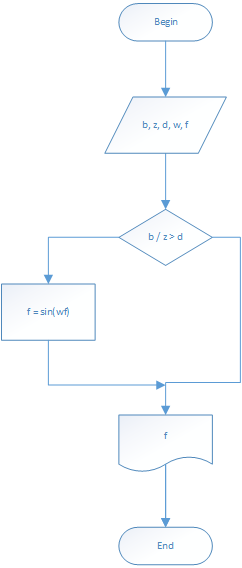 Begin
b, z, d, w, f
b / z > d
f = sin(wf)
f
End